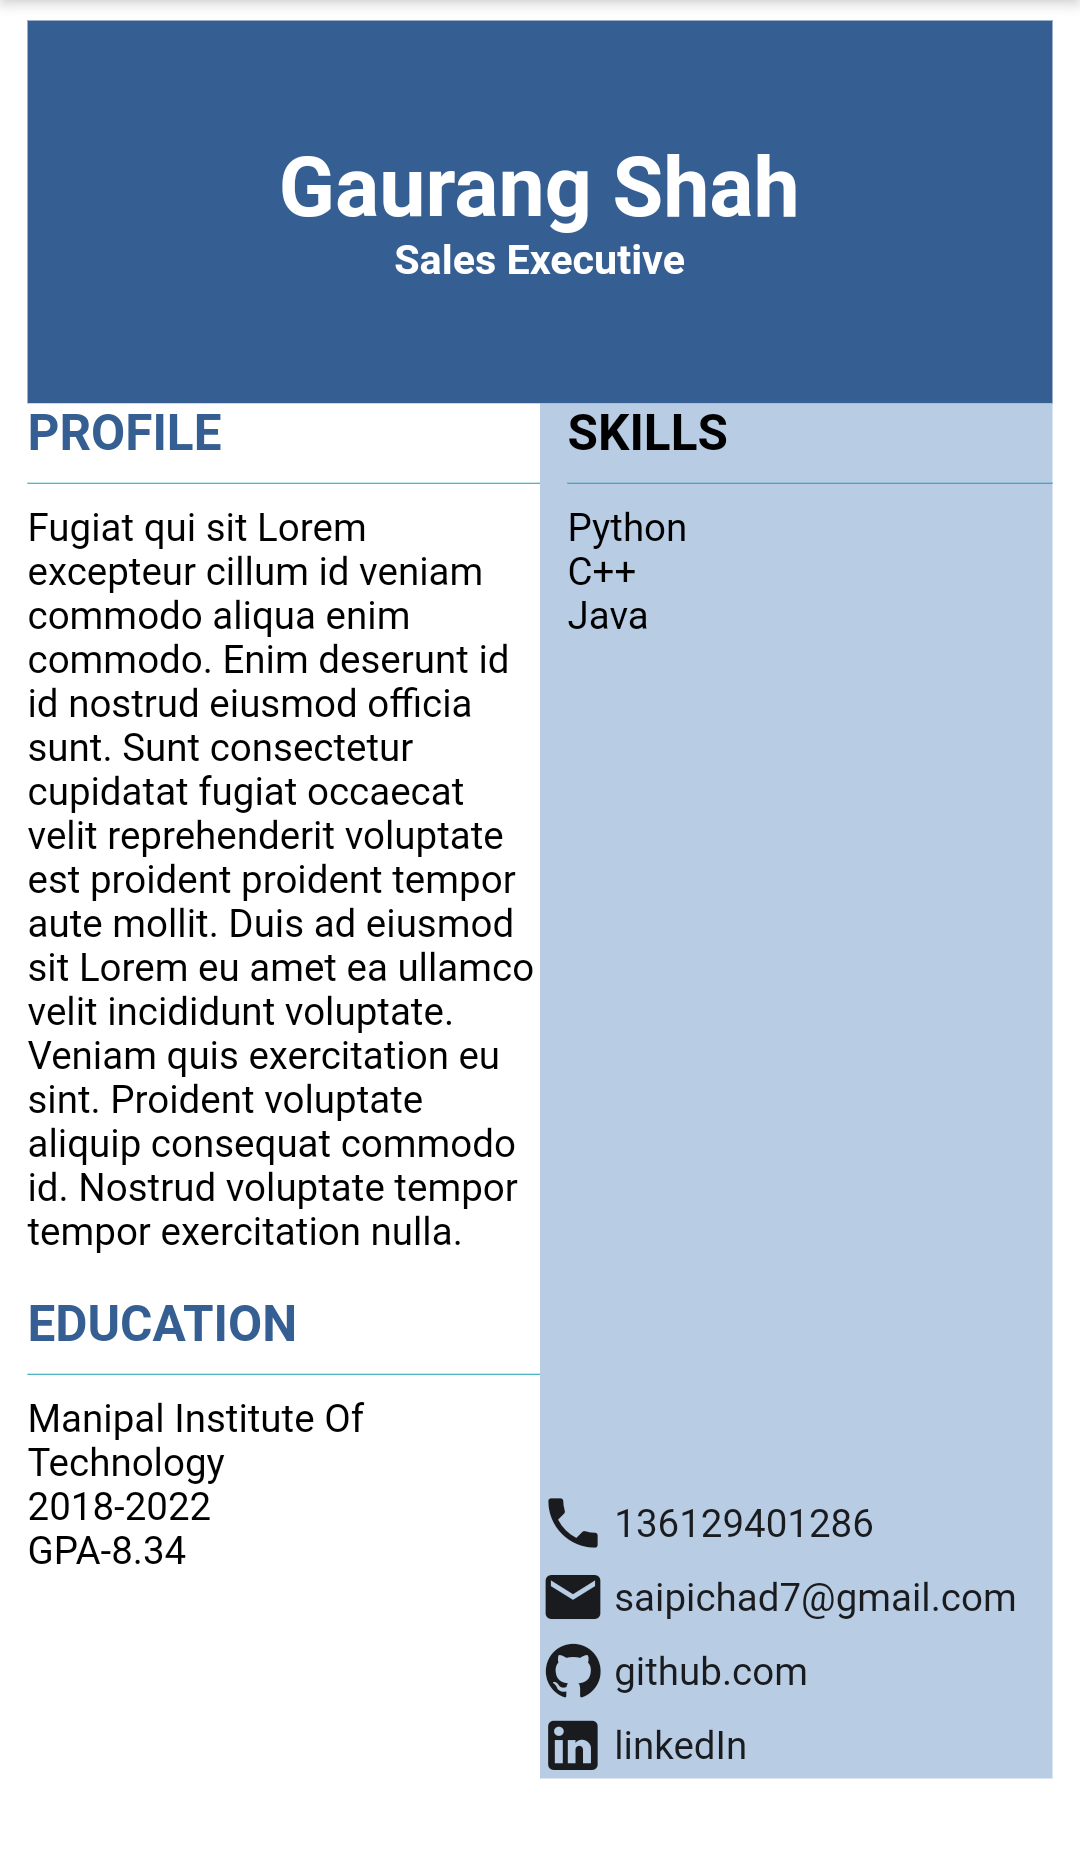 Gaurang Shah
Sales Executive
PROFILE
Fugiat qui sit Lorem
excepteur cillum id veniam
commodo aliqua enim
commodo. Enim deserunt id
id nostrud eiusmod officia
sunt. Sunt consectetur
cupidatat fugiat occaecat
velit reprehenderit voluptate
est proident proident tempor
aute mollit. Duis ad eiusmod
sit Lorem eu amet ea ullamco
velit incididunt voluptate.
Veniam quis exercitation eu
sint. Proident voluptate
aliquip consequat commodo
id. Nostrud voluptate tempor
tempor exercitation nulla.
EDUCATION
Manipal Institute Of
Technology
2018-2022
GPA-8.34
SKILLS
Python
C++
Java
136129401286
saipichad7@gmail.com
github.com
linkedIn